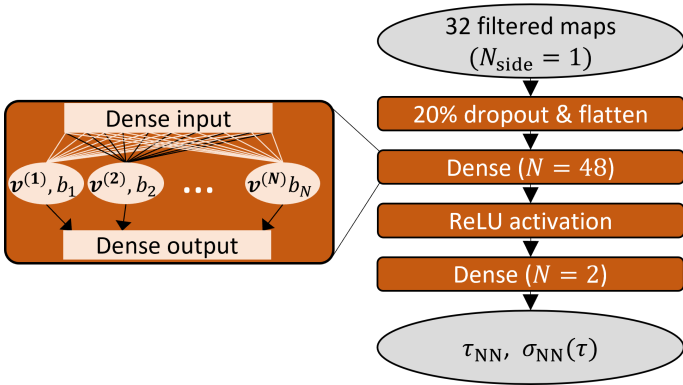 32 filtered maps
(N_side = 1)
20% dropout & flatten
Dense (N = 48)
ReLU activation
Dense (N = 2)
τ_NN, σ_NN(τ)
Dense input
v^(1), b_1 v^(2), b_2 ... v^(N) b_N
Dense output